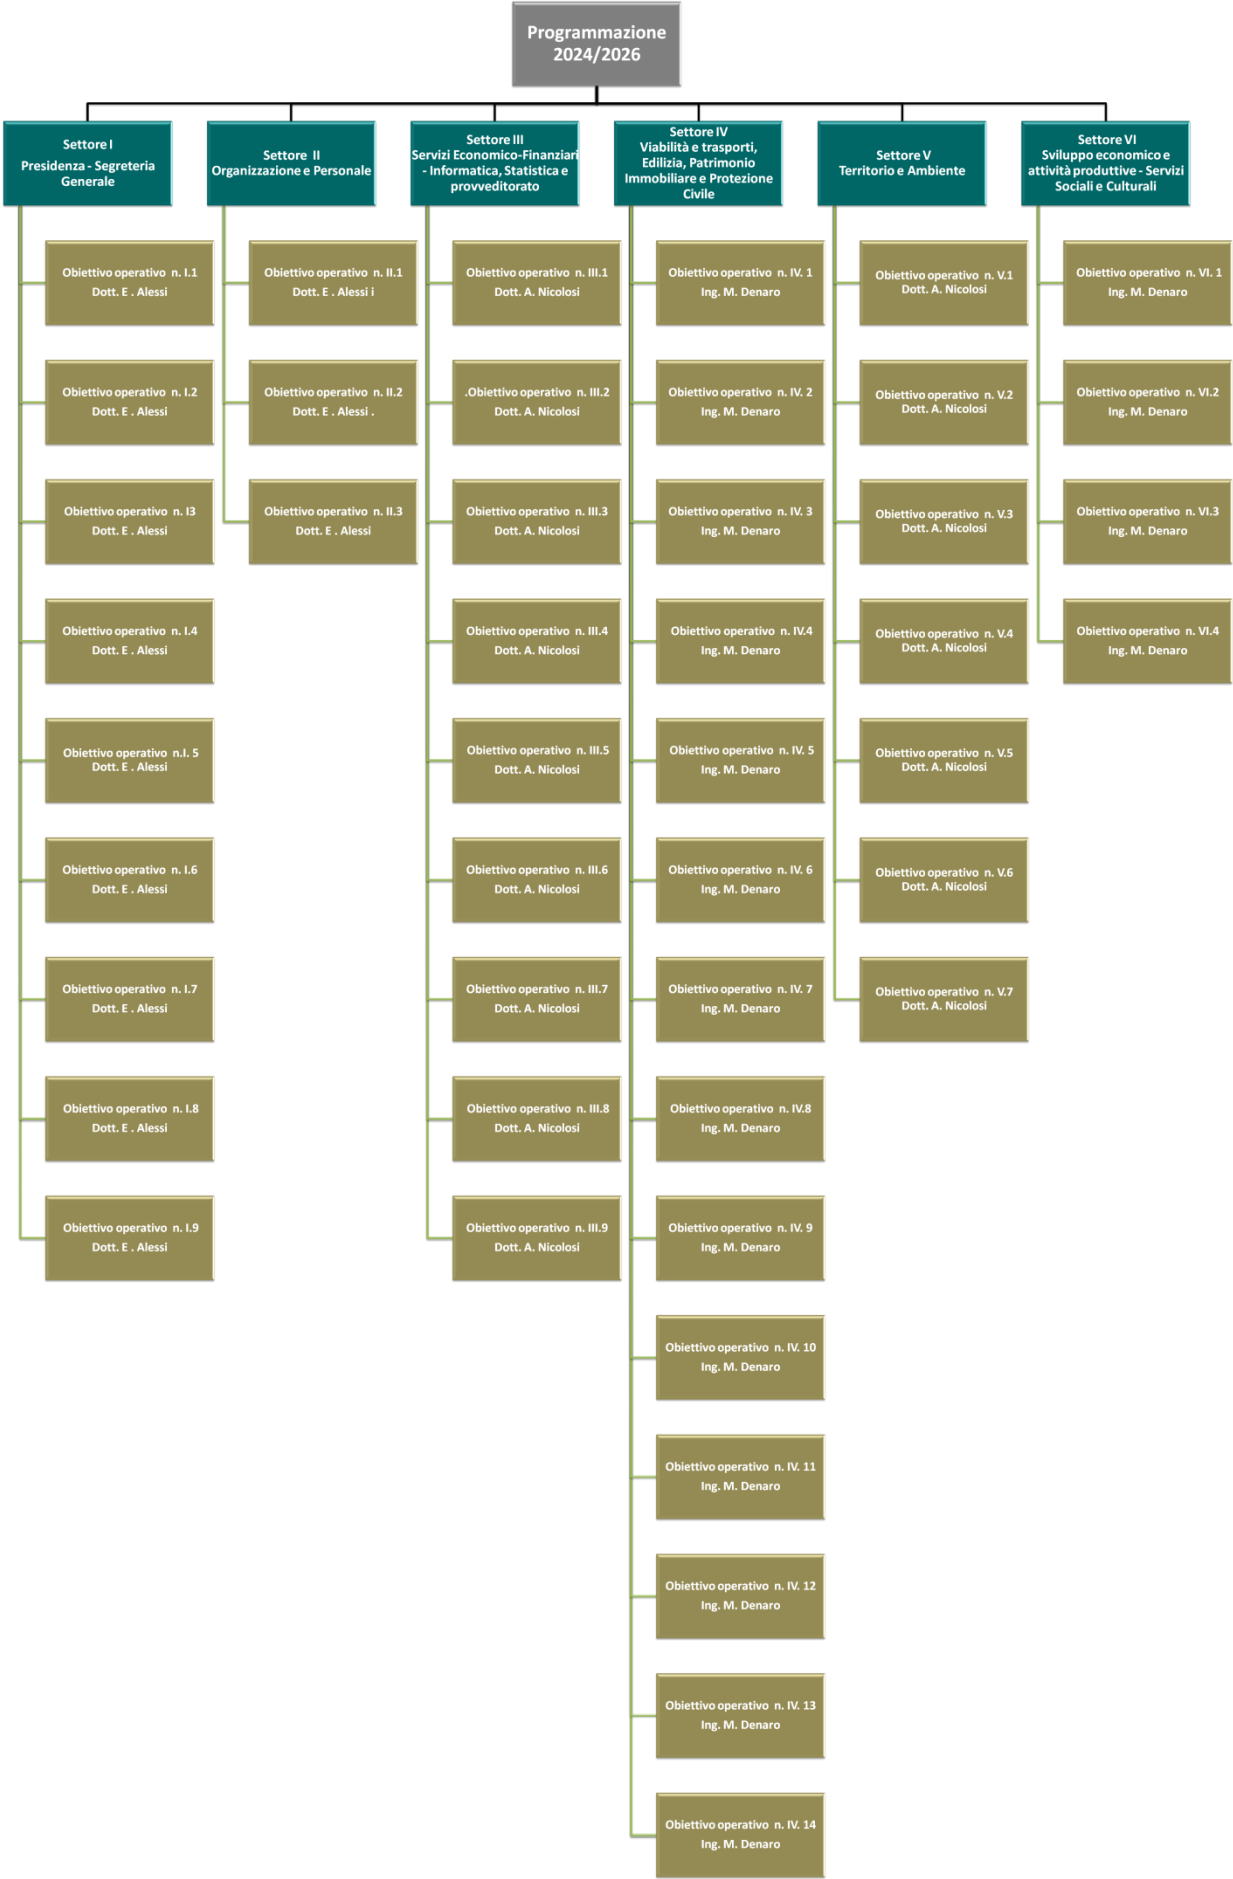 Programmazione
2024/2026
Settore I
Presidenza - Segreteria
Generale
Obiettivo operativo n. I.1
Dott. E . Alessi
Obiettivo operativo n. I.2
Dott. E . Alessi
Obiettivo operativo n. I3
Dott. E . Alessi
Obiettivo operativo n. I.4
Dott. E . Alessi
Obiettivo operativo n.I. 5
Dott. E . Alessi
Obiettivo operativo n. I.6
Dott. E . Alessi
Obiettivo operativo n. I.7
Dott. E . Alessi
Obiettivo operativo n. I.8
Dott. E . Alessi
Obiettivo operativo n. I.9
Dott. E . Alessi
Settore II
Organizzazione e Personale
Obiettivo operativo n. II.1
Dott. E . Alessi i
Obiettivo operativo n. II.2
Dott. E . Alessi .
Obiettivo operativo n. II.3
Dott. E . Alessi
Settore III
Servizi Economico-Finanziari
- Informatica, Statistica e
provveditorato
Obiettivo operativo n. III.1
Dott. A. Nicolosi
.Obiettivo operativo n. III.2
Dott. A. Nicolosi
Obiettivo operativo n. III.3
Dott. A. Nicolosi
Obiettivo operativo n. III.4
Dott. A. Nicolosi
Obiettivo operativo n. III.5
Dott. A. Nicolosi
Obiettivo operativo n. III.6
Dott. A. Nicolosi
Obiettivo operativo n. III.7
Dott. A. Nicolosi
Obiettivo operativo n. III.8
Dott. A. Nicolosi
Obiettivo operativo n. III.9
Dott. A. Nicolosi
Settore IV
Viabilità e trasporti,
Edilizia, Patrimonio
Immobiliare e Protezione
Civile
Obiettivo operativo n. IV. 1
Ing. M. Denaro
Obiettivo operativo n. IV. 2
Ing. M. Denaro
Obiettivo operativo n. IV. 3
Ing. M. Denaro
Obiettivo operativo n. IV.4
Ing. M. Denaro
Obiettivo operativo n. IV. 5
Ing. M. Denaro
Obiettivo operativo n. IV. 6
Ing. M. Denaro
Obiettivo operativo n. IV. 7
Ing. M. Denaro
Obiettivo operativo n. IV.8
Ing. M. Denaro
Obiettivo operativo n. IV. 9
Ing. M. Denaro
Obiettivo operativo n. IV. 10
Ing. M. Denaro
Obiettivo operativo n. IV. 11
Ing. M. Denaro
Obiettivo operativo n. IV. 12
Ing. M. Denaro
Obiettivo operativo n. IV. 13
Ing. M. Denaro
Obiettivo operativo n. IV. 14
Ing. M. Denaro
Settore V
Territorio e Ambiente
Obiettivo operativo n. V.1
Dott. A. Nicolosi
Obiettivo operativo n. V.2
Dott. A. Nicolosi
Obiettivo operativo n. V.3
Dott. A. Nicolosi
Obiettivo operativo n. V.4
Dott. A. Nicolosi
Obiettivo operativo n. V.5
Dott. A. Nicolosi
Obiettivo operativo n. V.6
Dott. A. Nicolosi
Obiettivo operativo n. V.7
Dott. A. Nicolosi
Settore VI
Sviluppo economico e
attività produttive - Servizi
Sociali e Culturali
Obiettivo operativo n. VI. 1
Ing. M. Denaro
Obiettivo operativo n. VI.2
Ing. M. Denaro
Obiettivo operativo n. VI.3
Ing. M. Denaro
Obiettivo operativo n. VI.4
Ing. M. Denaro